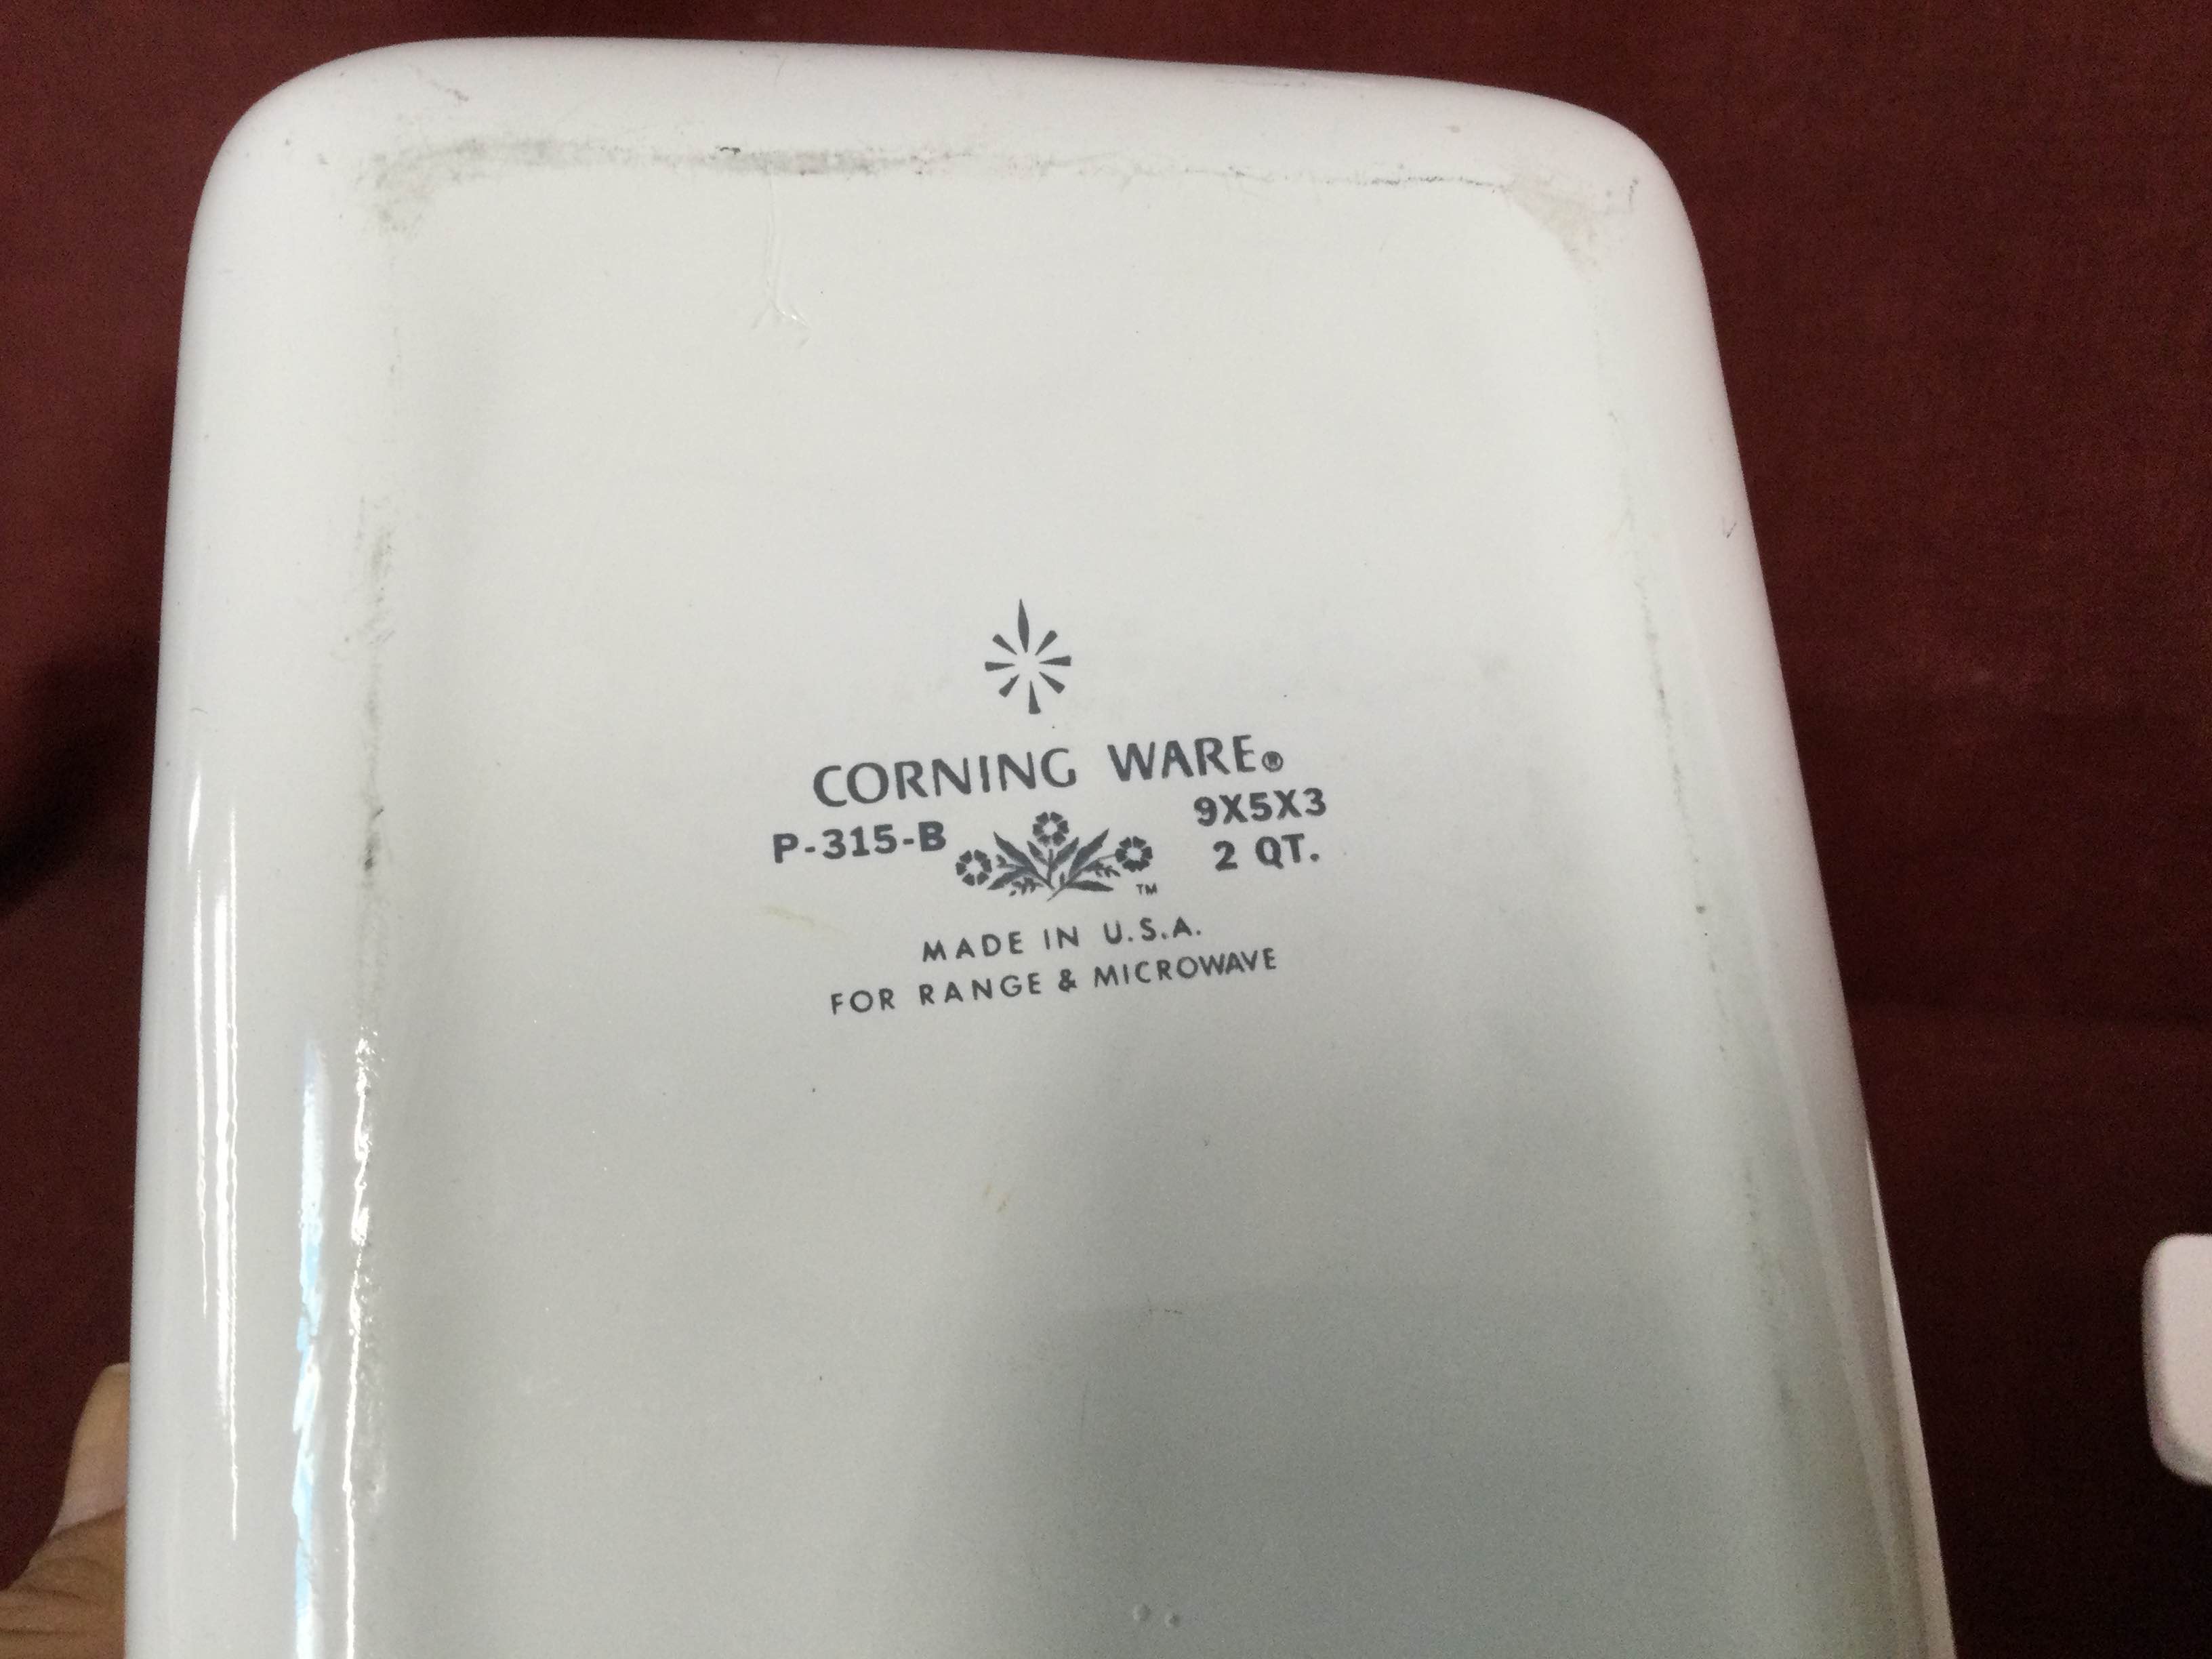 CORNING WARE®
P-315-B 9X5X3
2 QT.
TM
MADE IN U.S.A.
FOR RANGE & MICROWAVE